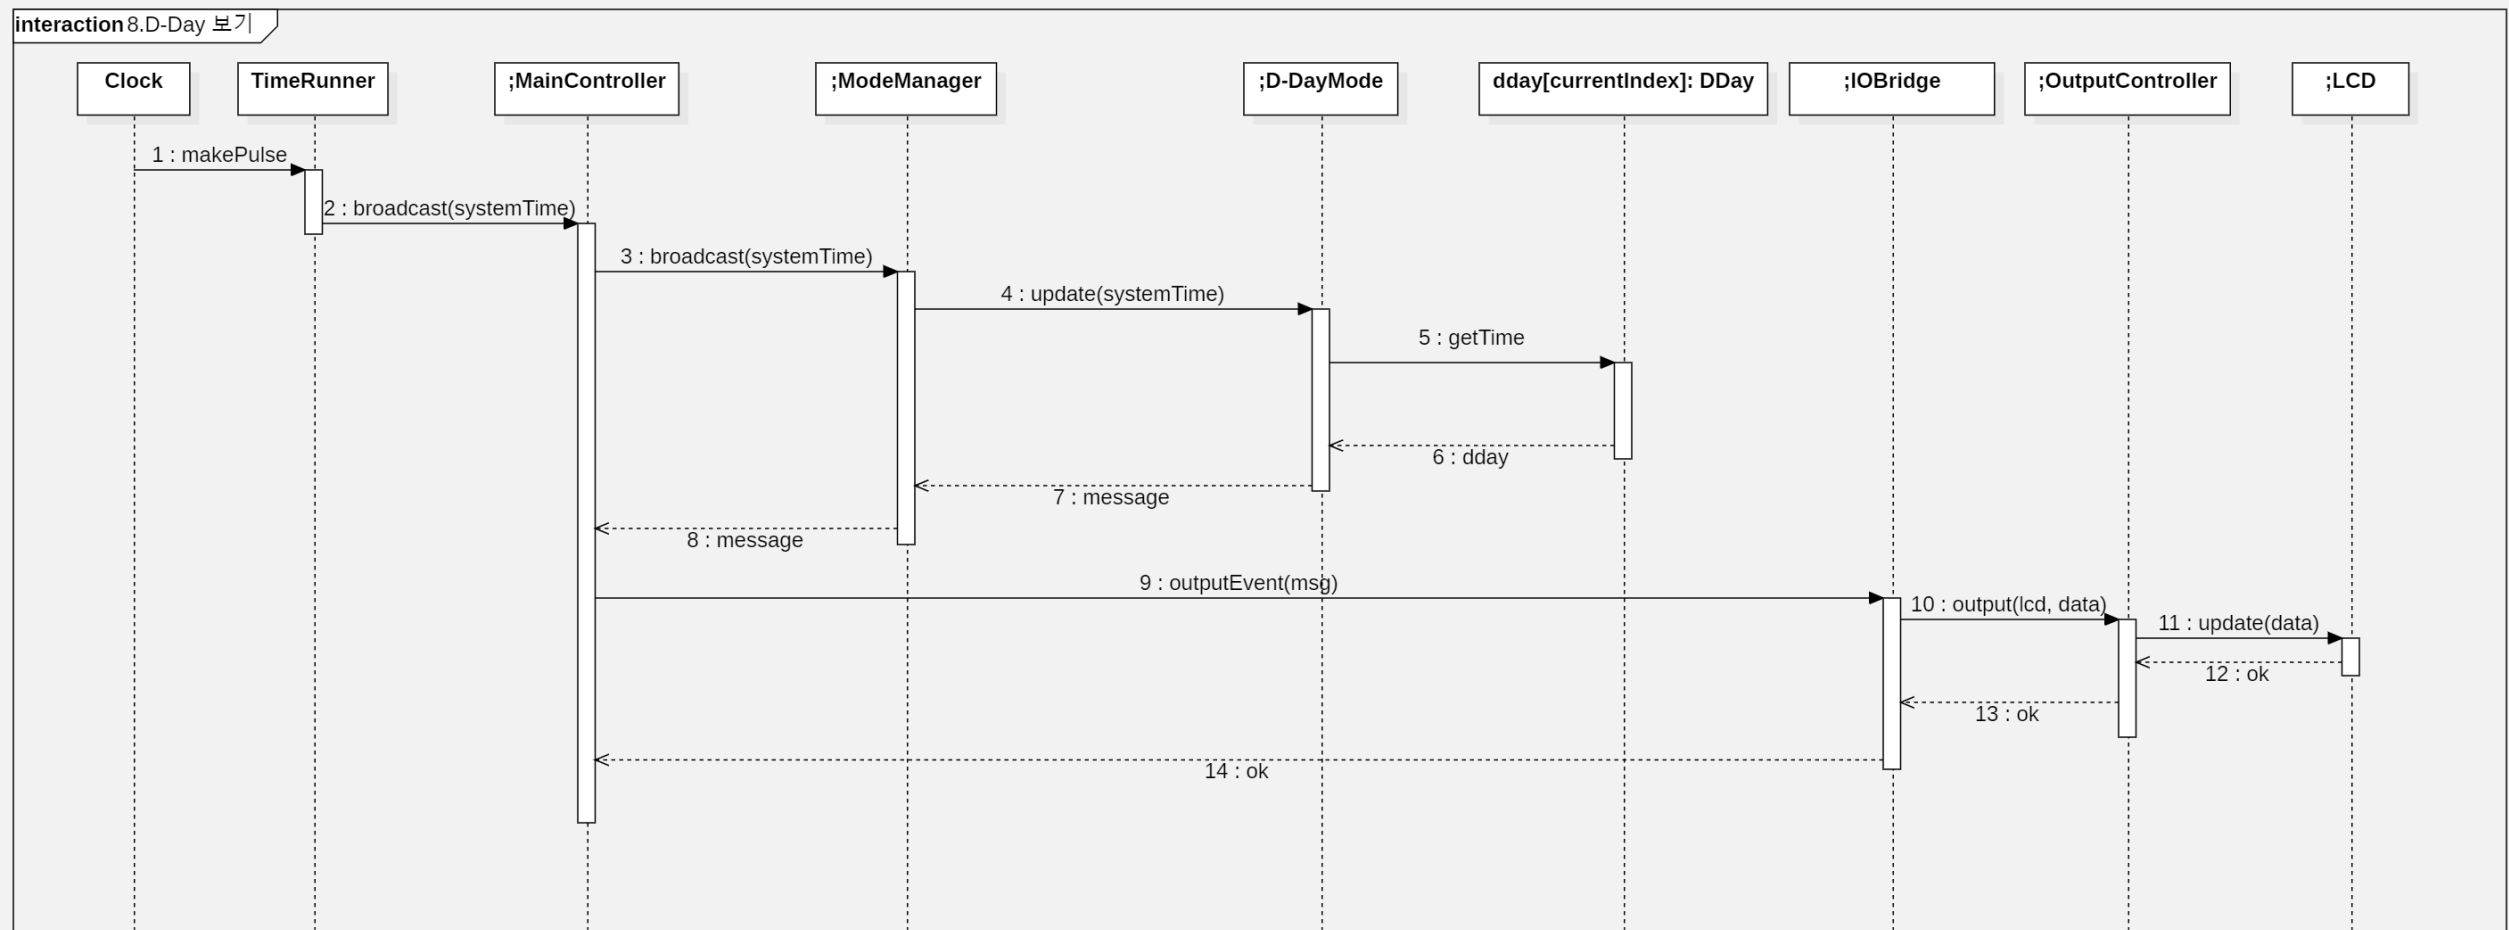 interaction 8.D-Day 보기
Clock
TimeRunner
;MainController
;ModeManager
;D-DayMode
dday[currentIndex]: DDay
;IOBridge
;OutputController
;LCD
1 : makePulse
2 : broadcast(systemTime)
3 : broadcast(systemTime)
4 : update(systemTime)
5 : getTime
6 : dday
7 : message
8 : message
9 : outputEvent(msg)
10 : output(lcd, data)
11 : update(data)
12 : ok
13 : ok
14 : ok